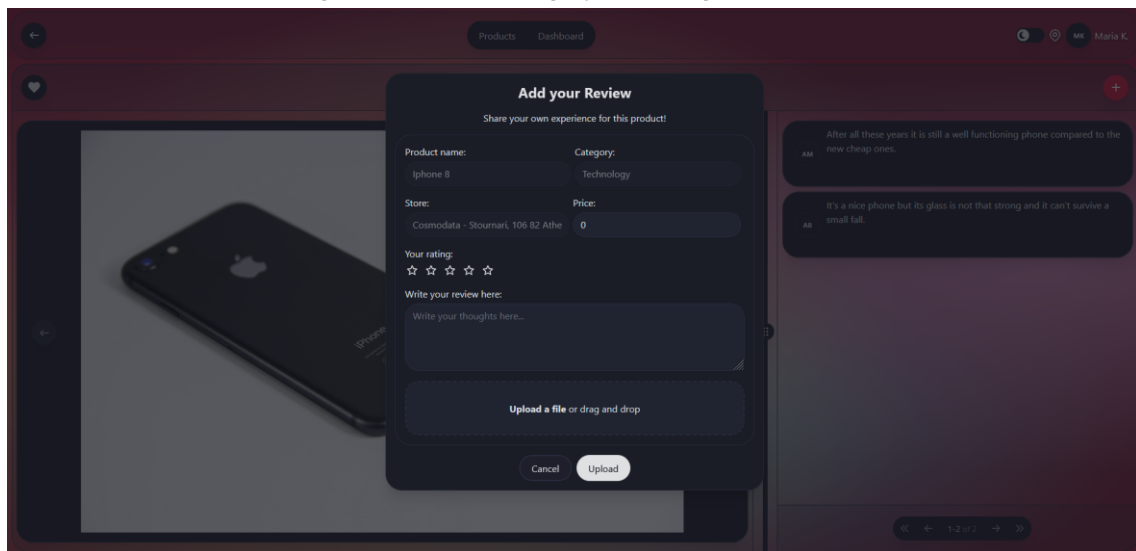 Products Dashboard
MK Maria K.
Add your Review
Share your own experience for this product!
Product name: Category:
Iphone 8 Technology
Store: Price:
Cosmodata - Stournari, 106 82 Athe 0
Your rating:
Write your review here:
Write your thoughts here...
Upload a file or drag and drop
Cancel Upload
iPhone
AM
After all these years it is still a well functioning phone compared to the
new cheap ones.
It's a nice phone but its glass is not that strong and it can't survive a
small fall.
1-2 of 2